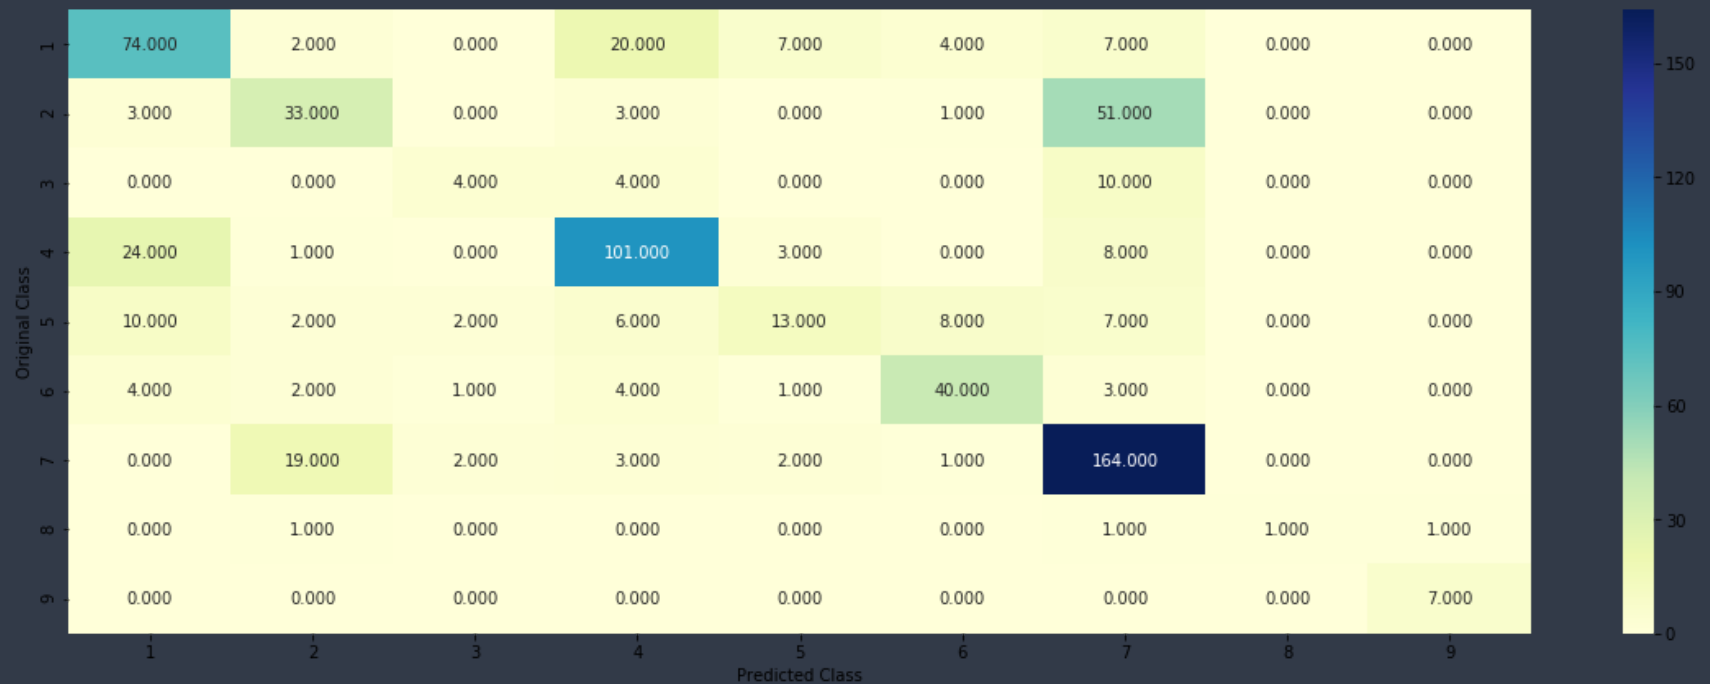 1 74.000 2.000 0.000 20.000 7.000 4.000 7.000 0.000 0.000
2 3.000 33.000 0.000 3.000 0.000 1.000 51.000 0.000 0.000
3 0.000 0.000 4.000 4.000 0.000 0.000 10.000 0.000 0.000
4 24.000 1.000 0.000 101.000 3.000 0.000 8.000 0.000 0.000
5 10.000 2.000 2.000 6.000 13.000 8.000 7.000 0.000 0.000
6 4.000 2.000 1.000 4.000 1.000 40.000 3.000 0.000 0.000
7 0.000 19.000 2.000 3.000 2.000 1.000 164.000 0.000 0.000
8 0.000 1.000 0.000 0.000 0.000 0.000 1.000 1.000 1.000
9 0.000 0.000 0.000 0.000 0.000 0.000 0.000 0.000 7.000
1 2 3 4 5 6 7 8 9
Predicted Class
Original Class
150
120
90
60
30
0